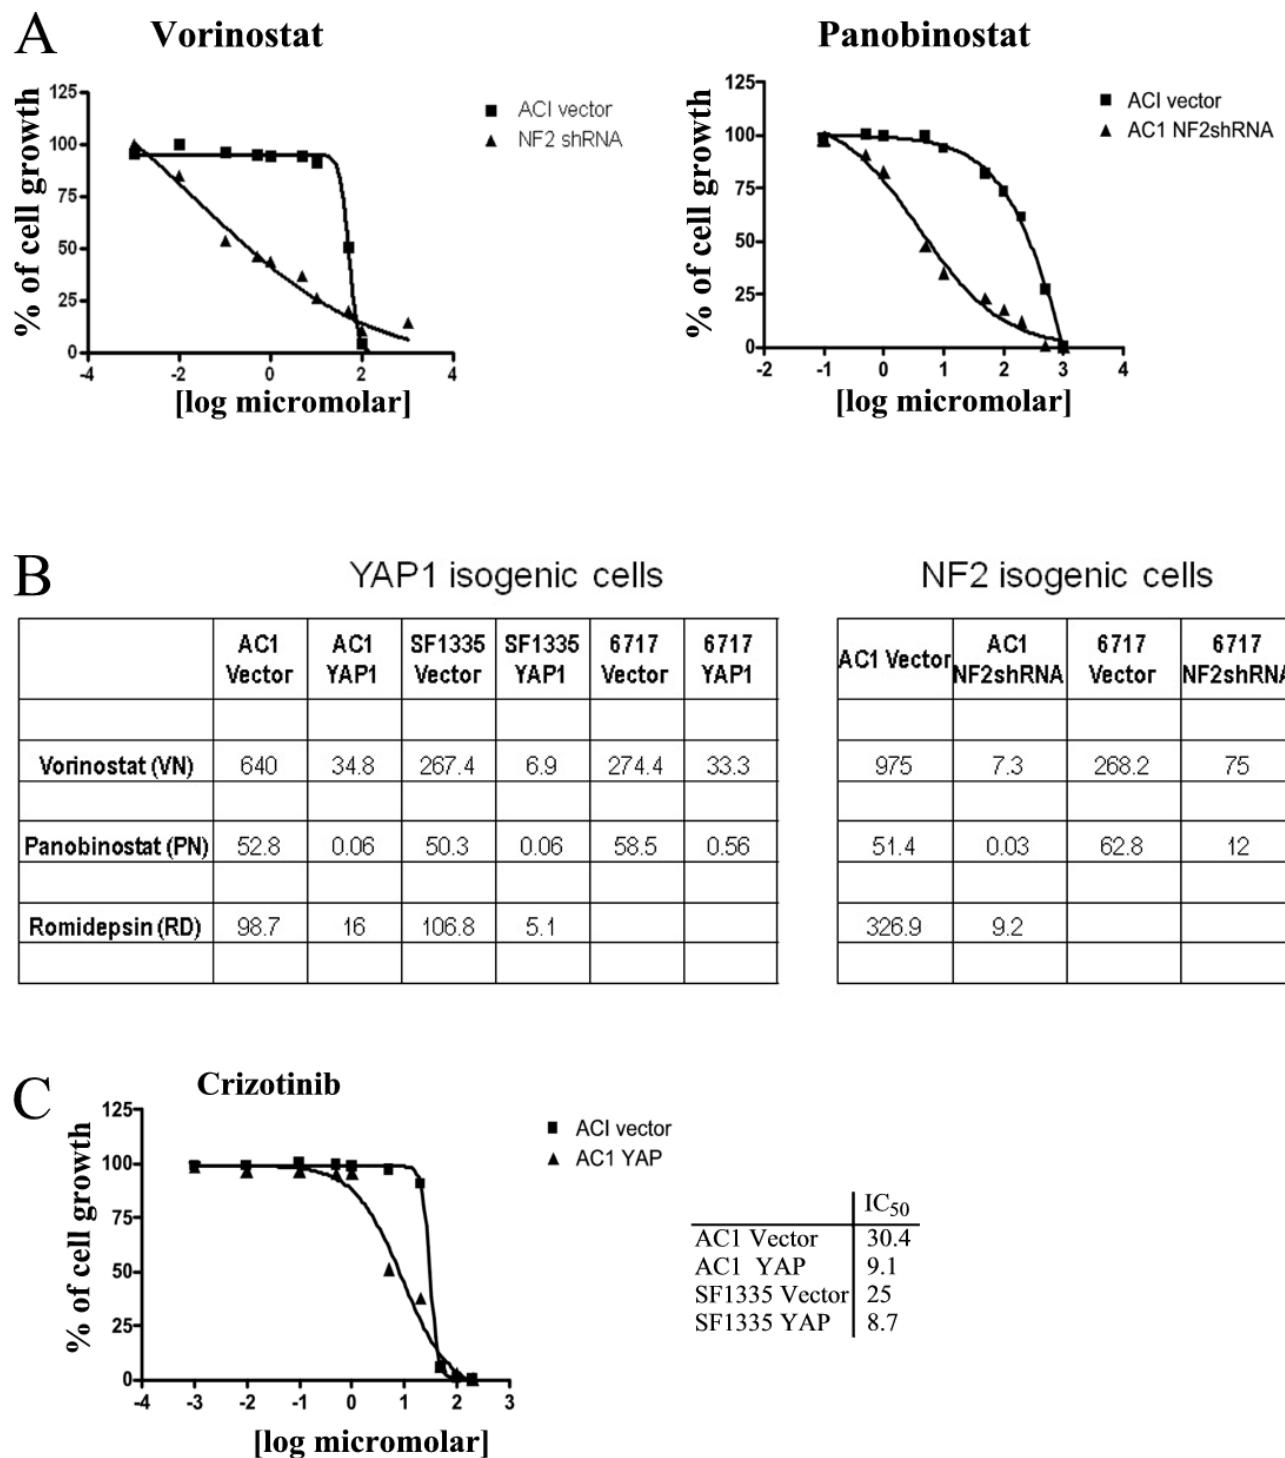 A
Vorinostat
Panobinostat
% of cell growth
125
100
75
50
25
0
-4
-2
0
2
4
[log micromolar]
ACI vector
NF2 shRNA
% of cell growth
125
100
75
50
25
0
-2
-1
0
1
2
3
4
[log micromolar]
ACI vector
AC1 NF2shRNA
B
YAP1 isogenic cells
NF2 isogenic cells
AC1 Vector AC1 YAP1 SF1335 Vector SF1335 YAP1 6717 Vector 6717 YAP1 AC1 Vector AC1 NF2shRNA 6717 Vector 6717 NF2shRNA
Vorinostat (VN) 640 34.8 267.4 6.9 274.4 33.3 975 7.3 268.2 75
Panobinostat (PN) 52.8 0.06 50.3 0.06 58.5 0.56 51.4 0.03 62.8 12
Romidepsin (RD) 98.7 16 106.8 5.1 326.9 9.2
C
Crizotinib
% of cell growth
125
100
75
50
25
0
-4
-3
-2
-1
0
1
2
3
[log micromolar]
ACI vector
AC1 YAP
IC50
AC1 Vector 30.4
AC1 YAP 9.1
SF1335 Vector 25
SF1335 YAP 8.7